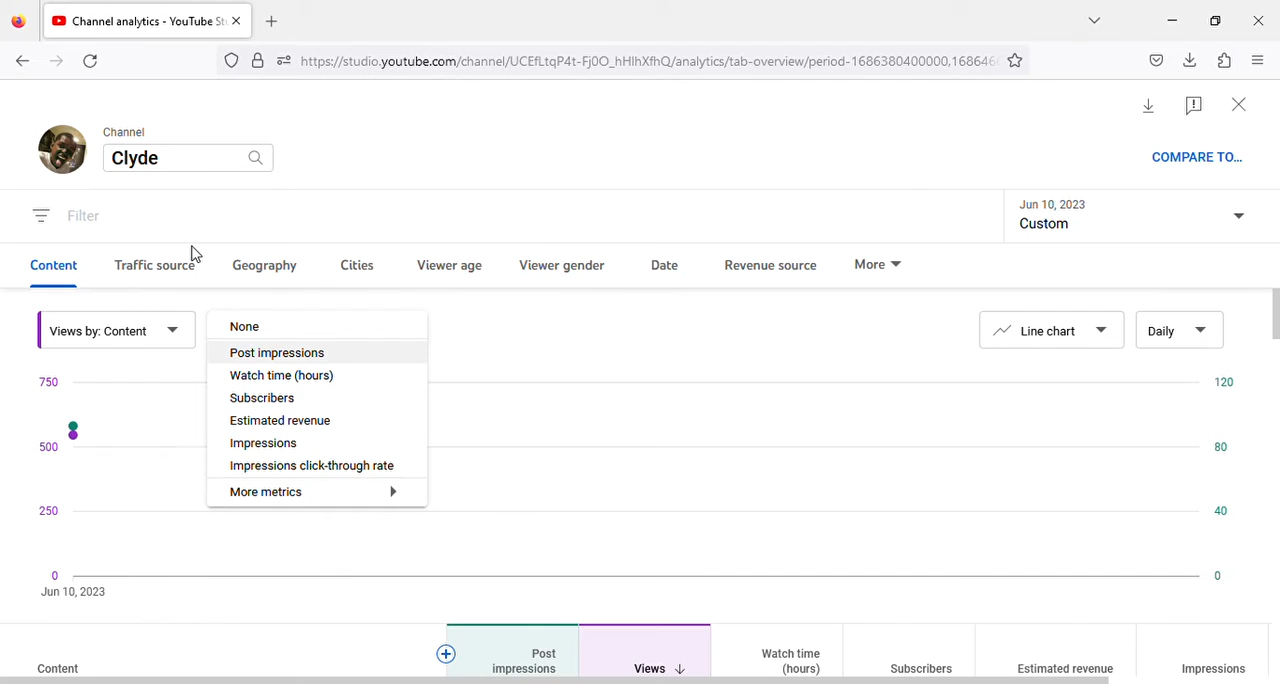 Channel analytics - YouTube St
https://studio.youtube.com/channel/UCEfLtqP4t-Fj0O_hHlhXfhQ/analytics/tab-overview/period-1686380400000,168646
Channel
Clyde
COMPARE TO...
Filter
Jun 10, 2023
Custom
Content Traffic source Geography Cities Viewer age Viewer gender Date Revenue source More
Views by: Content
None
Post impressions
Watch time (hours)
Subscribers
Estimated revenue
Impressions
Impressions click-through rate
More metrics
Line chart
Daily
750 120
500 80
250 40
0 0
Jun 10, 2023
Content
Post
impressions
Views
Watch time
(hours)
Subscribers
Estimated revenue
Impressions